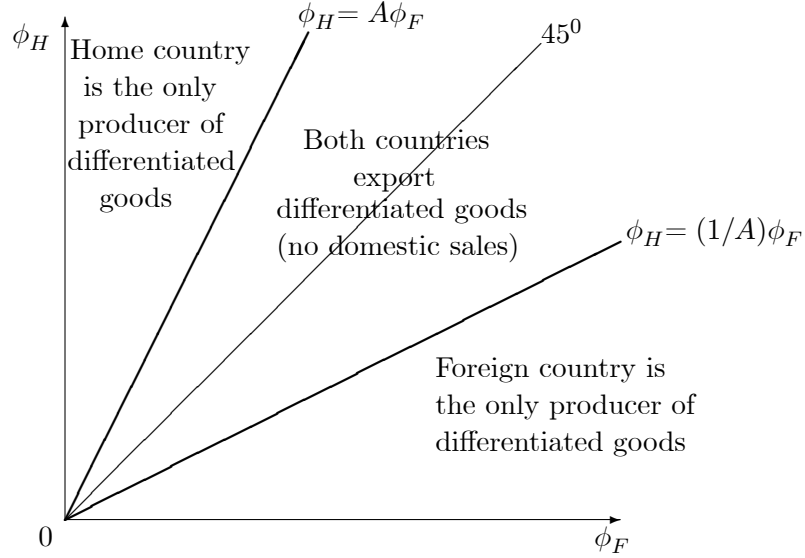 ϕ_H = Aϕ_F
45⁰
ϕ_H
Home country
is the only
producer of
differentiated
goods
Both countries
export
differentiated goods
(no domestic sales)
ϕ_H = (1/A)ϕ_F
Foreign country is
the only producer of
differentiated goods
0
ϕ_F